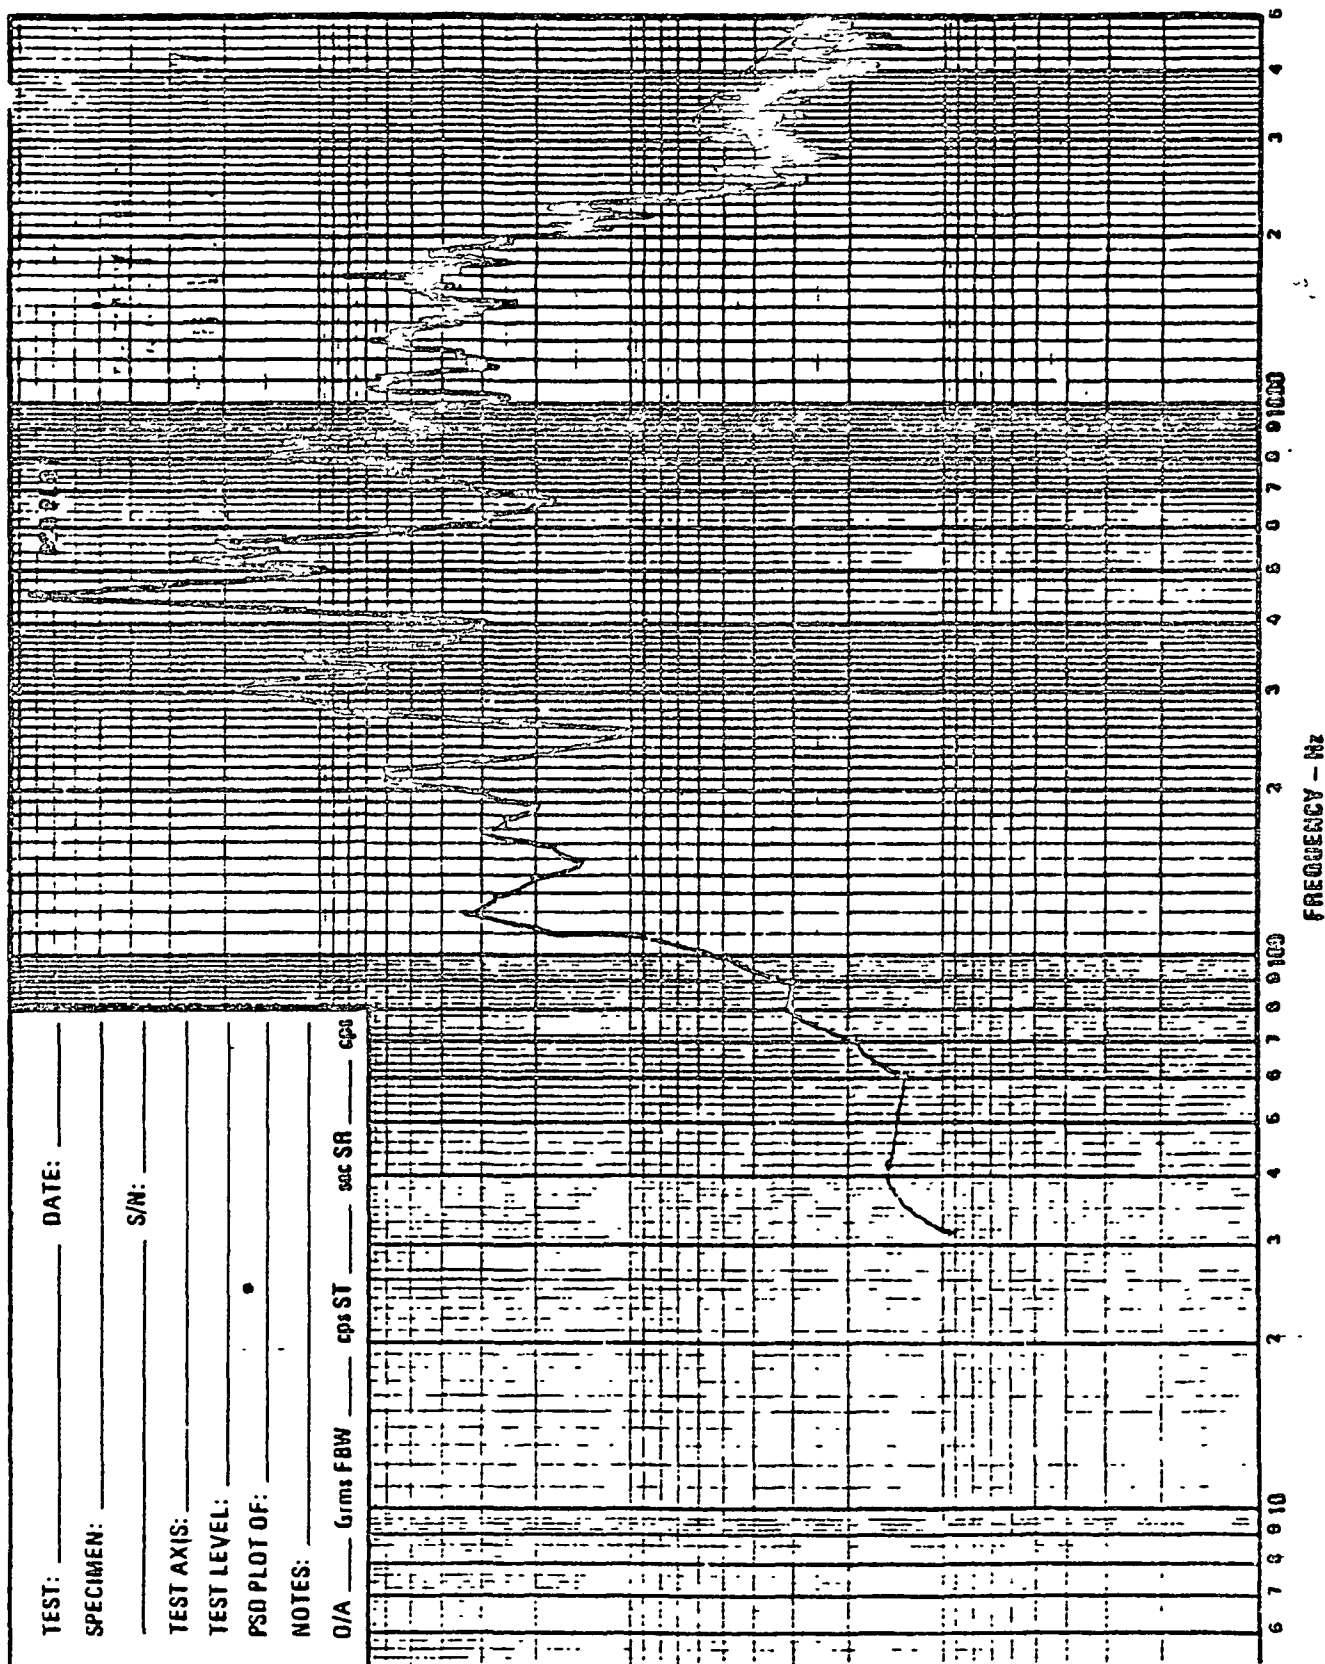 TEST: DATE:
SPECIMEN:
S/N:
TEST AXIS:
TEST LEVEL:
PSD PLOT OF:
NOTES:
O/A Grms FBW cps ST sec SR cps
6 7 8 9 10 2 3 4 5 6 7 8 9 100 2 3 4 5 6 7 8 9 1000 2 3 4 5
FREQUENCY – Hz